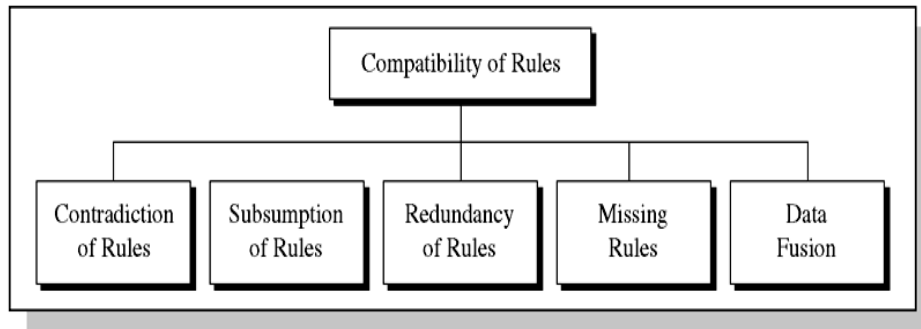 Compatibility of Rules
Contradiction
of Rules
Subsumption
of Rules
Redundancy
of Rules
Missing
Rules
Data
Fusion